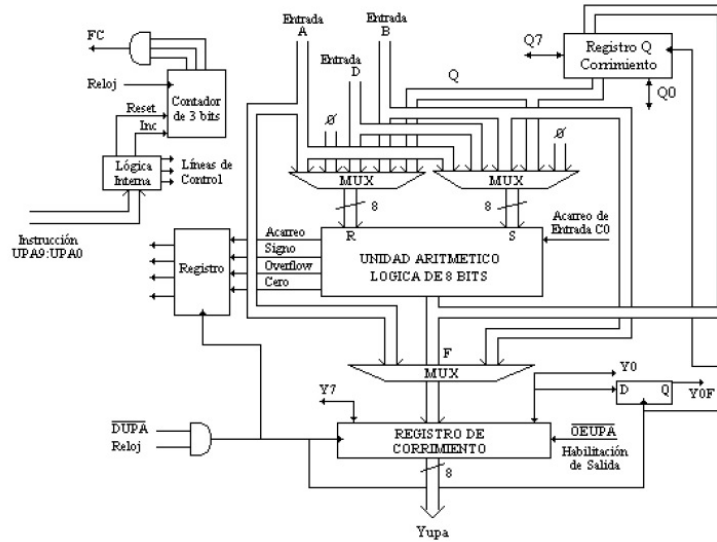 FC
Entrada
A
Entrada
B
Entrada
D
Q
Q7
Registro Q
Corrimiento
Q0
Reloj
Contador
de 3 bits
Reset
Inc
Lógica
Interna
Líneas de
Control
Ø
Ø
MUX
MUX
8
8
Instrucción
UPA9:UPA0
Registro
Acarreo
Signo
Overflow
Cero
R
S
UNIDAD ARITMETICO
LOGICA DE 8 BITS
Acarreo de
Entrada C0
F
MUX
Y7
Y0
D
Q
Y0F
DUPA
Reloj
REGISTRO DE
CORRIMIENTO
OEUPA
Habilitación
de Salida
8
Yupa